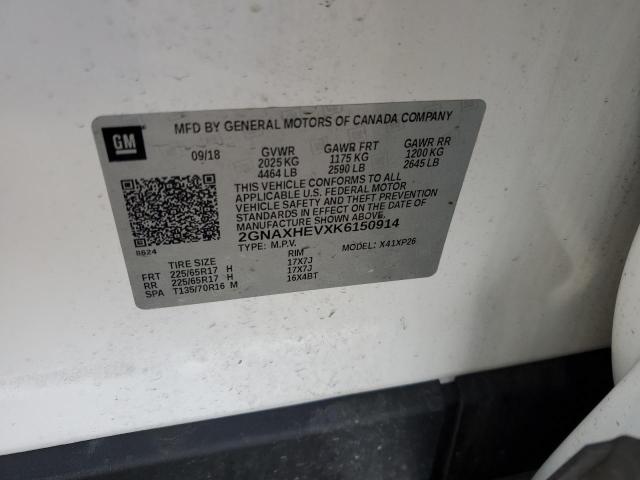 GM
MFD BY GENERAL MOTORS OF CANADA COMPANY
09/18 GVWR GAWR FRT GAWR RR
2025 KG 1175 KG 1200 KG
4464 LB 2590 LB 2645 LB
THIS VEHICLE CONFORMS TO ALL
APPLICABLE U.S. FEDERAL MOTOR
VEHICLE SAFETY AND THEFT PREVENTION
STANDARDS IN EFFECT ON THE DATE OF
MANUFACTURE SHOWN ABOVE.
2GNAXHEVXK6150914
8624 TYPE: M.P.V. MODEL: X41XP26
TIRE SIZE RIM
FRT 225/65R17 H 17X7J
RR 225/65R17 H 17X7J
SPA T135/70R16 M 16X4BT